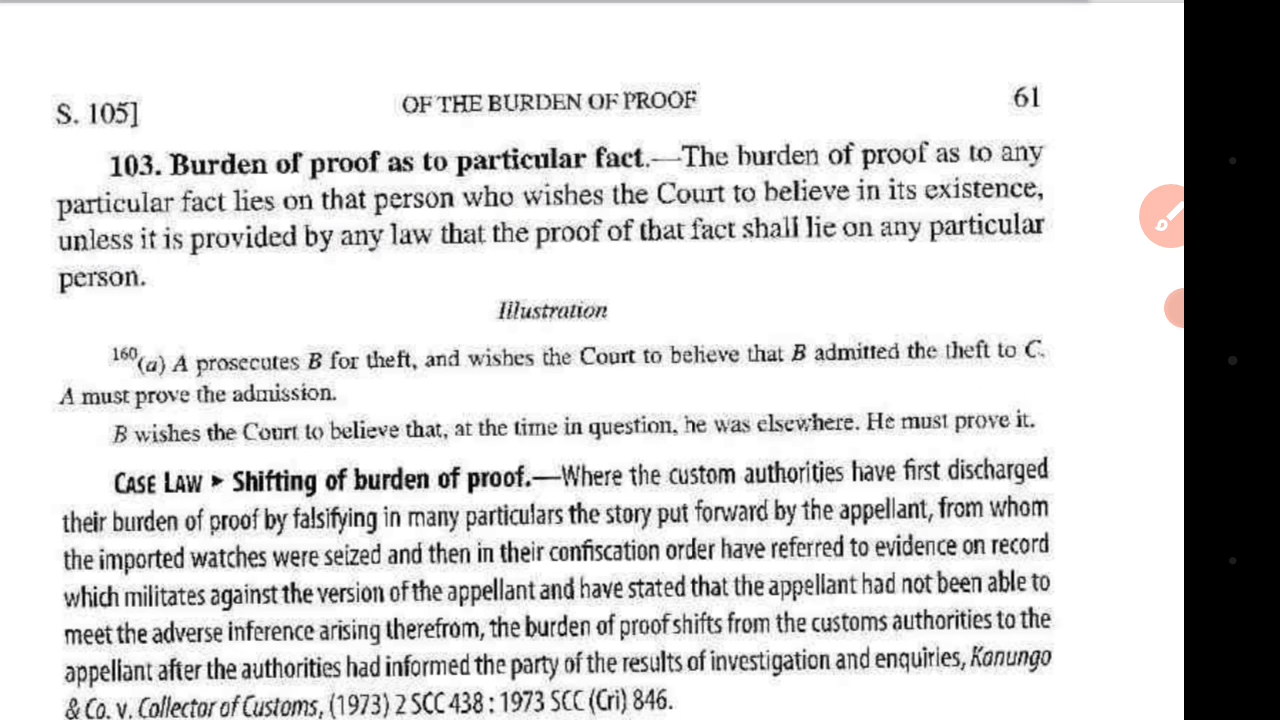 S. 105] OF THE BURDEN OF PROOF 61
103. Burden of proof as to particular fact.—The burden of proof as to any
particular fact lies on that person who wishes the Court to believe in its existence,
unless it is provided by any law that the proof of that fact shall lie on any particular
person.
Illustration
160(a) A prosecutes B for theft, and wishes the Court to believe that B admitted the theft to C.
A must prove the admission.
B wishes the Court to believe that, at the time in question, he was elsewhere. He must prove it.
CASE LAW ► Shifting of burden of proof.—Where the custom authorities have first discharged
their burden of proof by falsifying in many particulars the story put forward by the appellant, from whom
the imported watches were seized and then in their confiscation order have referred to evidence on record
which militates against the version of the appellant and have stated that the appellant had not been able to
meet the adverse inference arising therefrom, the burden of proof shifts from the customs authorities to the
appellant after the authorities had informed the party of the results of investigation and enquiries, Kanungo
& Co. v. Collector of Customs, (1973) 2 SCC 438 : 1973 SCC (Cri) 846.